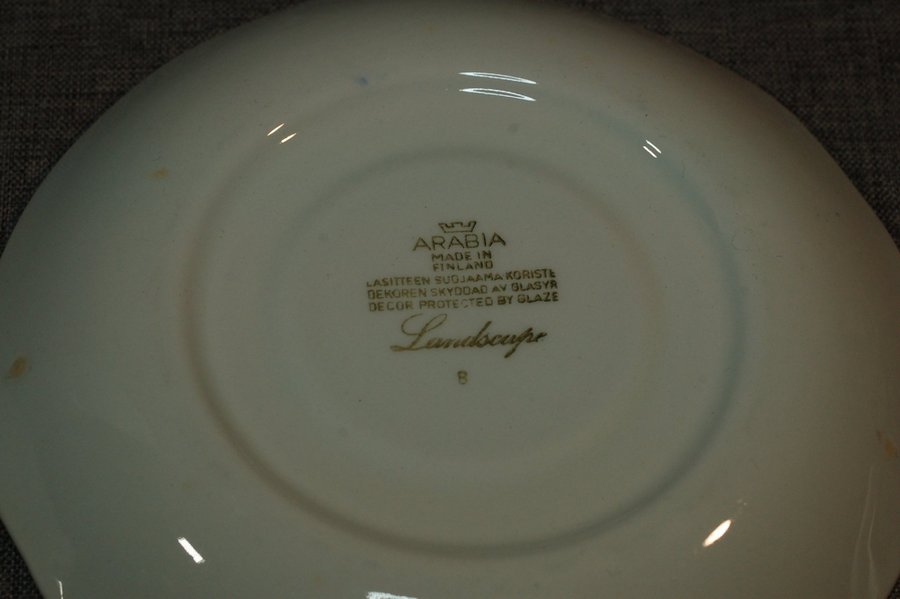 ARABIA
MADE IN
FINLAND
LASITTEEN SUOJAAMA KORISTE
DEKOREN SKYDDAD AV GLASYR
DECOR PROTECTED BY GLAZE
Landscape
8